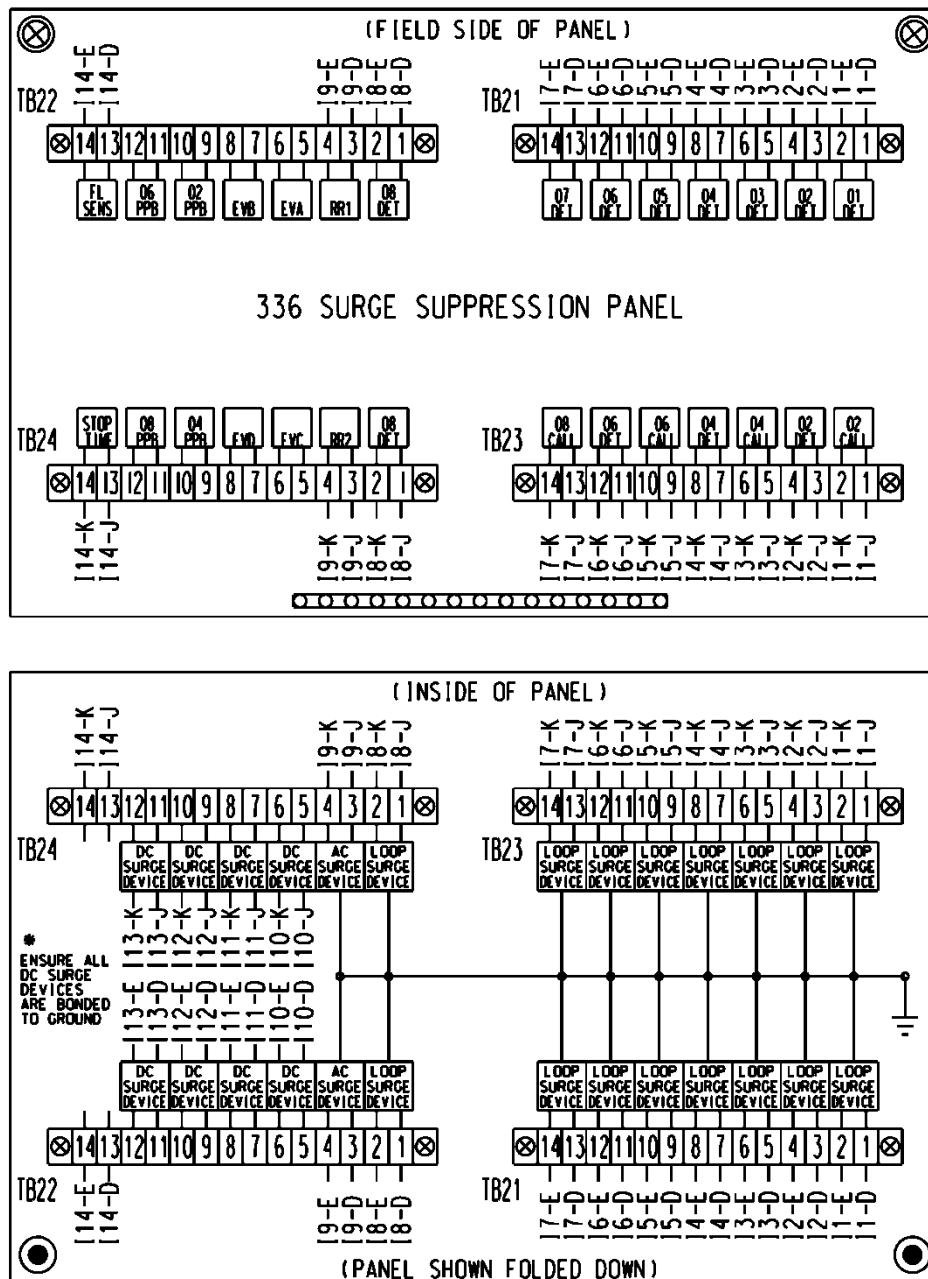 (FIELD SIDE OF PANEL)
I14-E I14-D I9-E I9-D I8-E I8-D
TB22
14 13 12 11 10 9 8 7 6 5 4 3 2 1
FL SENS
06 PPB
02 PPB
EVB
EVA
RR1
08 DET
I7-E I7-D I6-E I6-D I5-E I5-D I4-E I4-D I3-E I3-D I2-E I2-D I1-E I1-D
TB21
14 13 12 11 10 9 8 7 6 5 4 3 2 1
07 DET
06 DET
05 DET
04 DET
03 DET
02 DET
01 DET
336 SURGE SUPPRESSION PANEL
STOP TIME
08 PPB
04 PPB
EVD
EVC
RR2
08 DET
TB24
14 13 12 11 10 9 8 7 6 5 4 3 2 1
I14-K I14-J I9-K I9-J I8-K I8-J
08 CALL
06 DET
06 CALL
04 DET
04 CALL
02 DET
02 CALL
TB23
14 13 12 11 10 9 8 7 6 5 4 3 2 1
I7-K I7-J I6-K I6-J I5-K I5-J I4-K I4-J I3-K I3-J I2-K I2-J I1-K I1-J
(INSIDE OF PANEL)
I14-K I14-J I9-K I9-J I8-K I8-J
14 13 12 11 10 9 8 7 6 5 4 3 2 1
TB24
DC SURGE DEVICE
DC SURGE DEVICE
DC SURGE DEVICE
DC SURGE DEVICE
AC SURGE DEVICE
LOOP SURGE DEVICE
I13-K I13-J I12-K I12-J I11-K I11-J I10-K I10-J
I7-K I7-J I6-K I6-J I5-K I5-J I4-K I4-J I3-K I3-J I2-K I2-J I1-K I1-J
14 13 12 11 10 9 8 7 6 5 4 3 2 1
TB23
LOOP SURGE DEVICE
LOOP SURGE DEVICE
LOOP SURGE DEVICE
LOOP SURGE DEVICE
LOOP SURGE DEVICE
LOOP SURGE DEVICE
LOOP SURGE DEVICE
*
ENSURE ALL
DC SURGE
DEVICES
ARE BONDED
TO GROUND
I13-E I13-D I12-E I12-D I11-E I11-D I10-E I10-D
DC SURGE DEVICE
DC SURGE DEVICE
DC SURGE DEVICE
DC SURGE DEVICE
AC SURGE DEVICE
LOOP SURGE DEVICE
14 13 12 11 10 9 8 7 6 5 4 3 2 1
TB22
I14-E I14-D I9-E I9-D I8-E I8-D
LOOP SURGE DEVICE
LOOP SURGE DEVICE
LOOP SURGE DEVICE
LOOP SURGE DEVICE
LOOP SURGE DEVICE
LOOP SURGE DEVICE
LOOP SURGE DEVICE
14 13 12 11 10 9 8 7 6 5 4 3 2 1
TB21
I7-E I7-D I6-E I6-D I5-E I5-D I4-E I4-D I3-E I3-D I2-E I2-D I1-E I1-D
(PANEL SHOWN FOLDED DOWN)